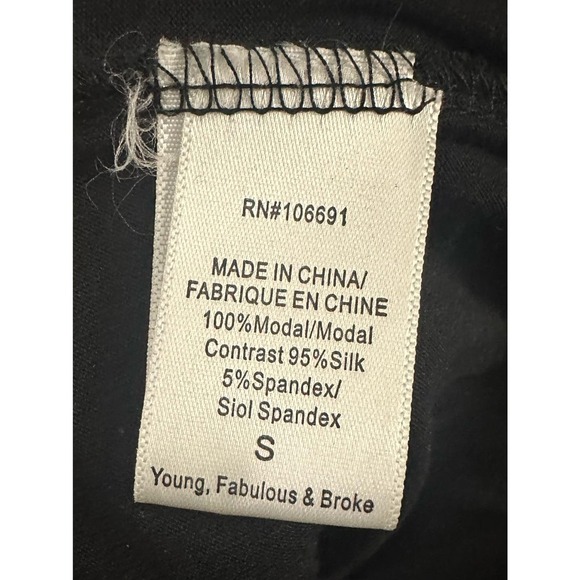 RN#106691
MADE IN CHINA/
FABRIQUE EN CHINE
100%Modal/Modal
Contrast 95%Silk
5%Spandex/
Siol Spandex
S
Young, Fabulous & Broke